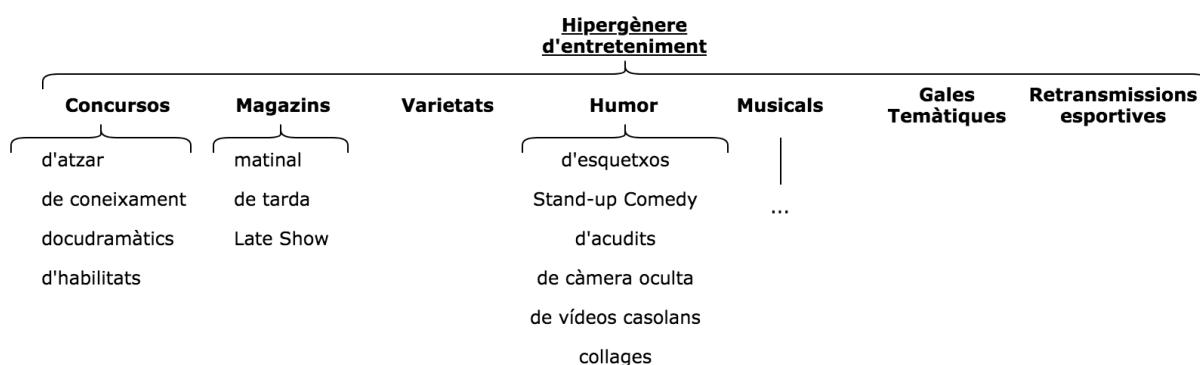 Hipergènere
d'entreteniment
Concursos
Magazins
Varietats
Humor
Musicals
Gales
Temàtiques
Retransmissions
esportives
d'atzar
de coneixament
docudramàtics
d'habilitats
matinal
de tarda
Late Show
d'esquetxos
Stand-up Comedy
d'acudits
de càmera oculta
de vídeos casolans
collages
...